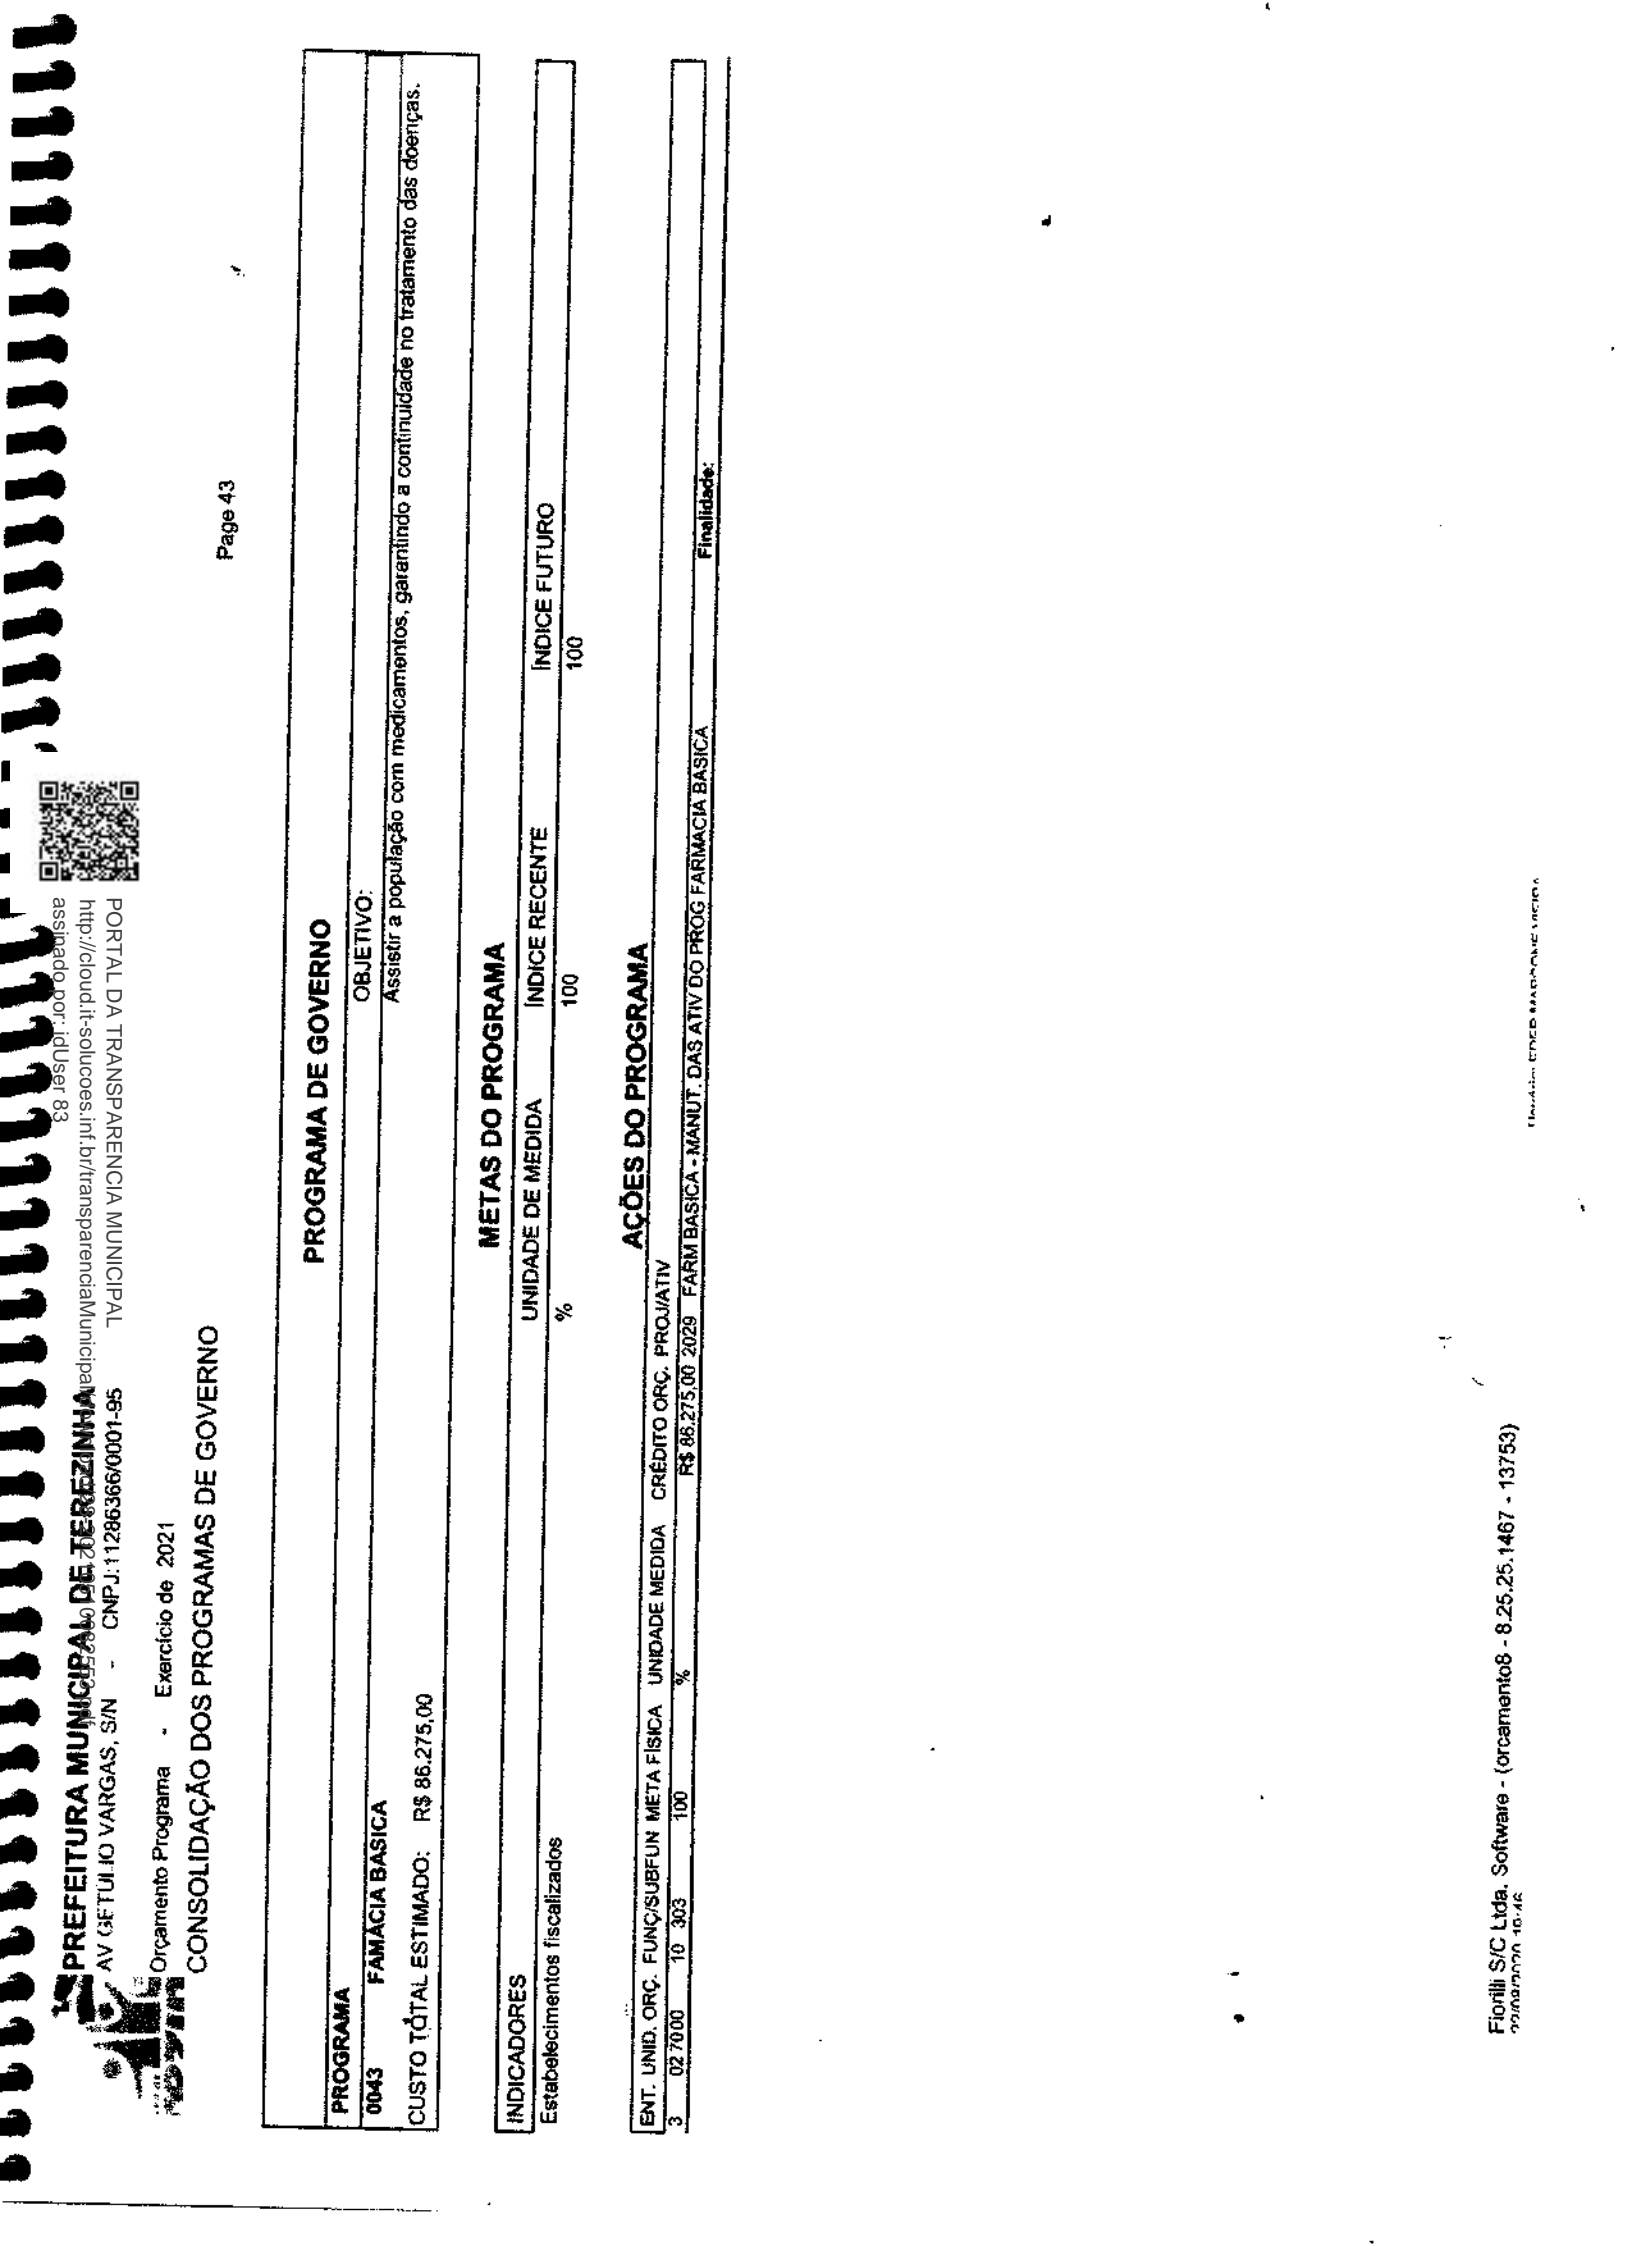 PREFEITURA MUNICIPAL DE TEREZINHA
AV GETULIO VARGAS, S/N - CNPJ:11286366/0001-95
Orçamento Programa - Exercício de 2021
CONSOLIDAÇÃO DOS PROGRAMAS DE GOVERNO
Page 43
PORTAL DA TRANSPARENCIA MUNICIPAL
http://cloud.it-solucoes.inf.br/transparenciaMunicipal
assinado por: idUser 83
PROGRAMA DE GOVERNO
PROGRAMA
OBJETIVO:
0043 FAMÁCIA BASICA
Assistir a população com medicamentos, garantindo a continuidade no tratamento das doenças.
CUSTO TOTAL ESTIMADO: R$ 86.275,00
METAS DO PROGRAMA
INDICADORES UNIDADE DE MEDIDA ÍNDICE RECENTE ÍNDICE FUTURO
Estabelecimentos fiscalizados % 100 100
AÇÕES DO PROGRAMA
ENT. UNID. ORÇ. FUNÇ/SUBFUN META FÍSICA UNIDADE MEDIDA CRÉDITO ORÇ. PROJ/ATIV
3 027000 10 303 100 % R$ 86.275,00 2029 FARM BASICA - MANUT. DAS ATIV DO PROG FARMACIA BASICA Finalidade:
Fiorilli S/C Ltda. Software - (orcamento8 - 8.25.25.1467 - 13753)